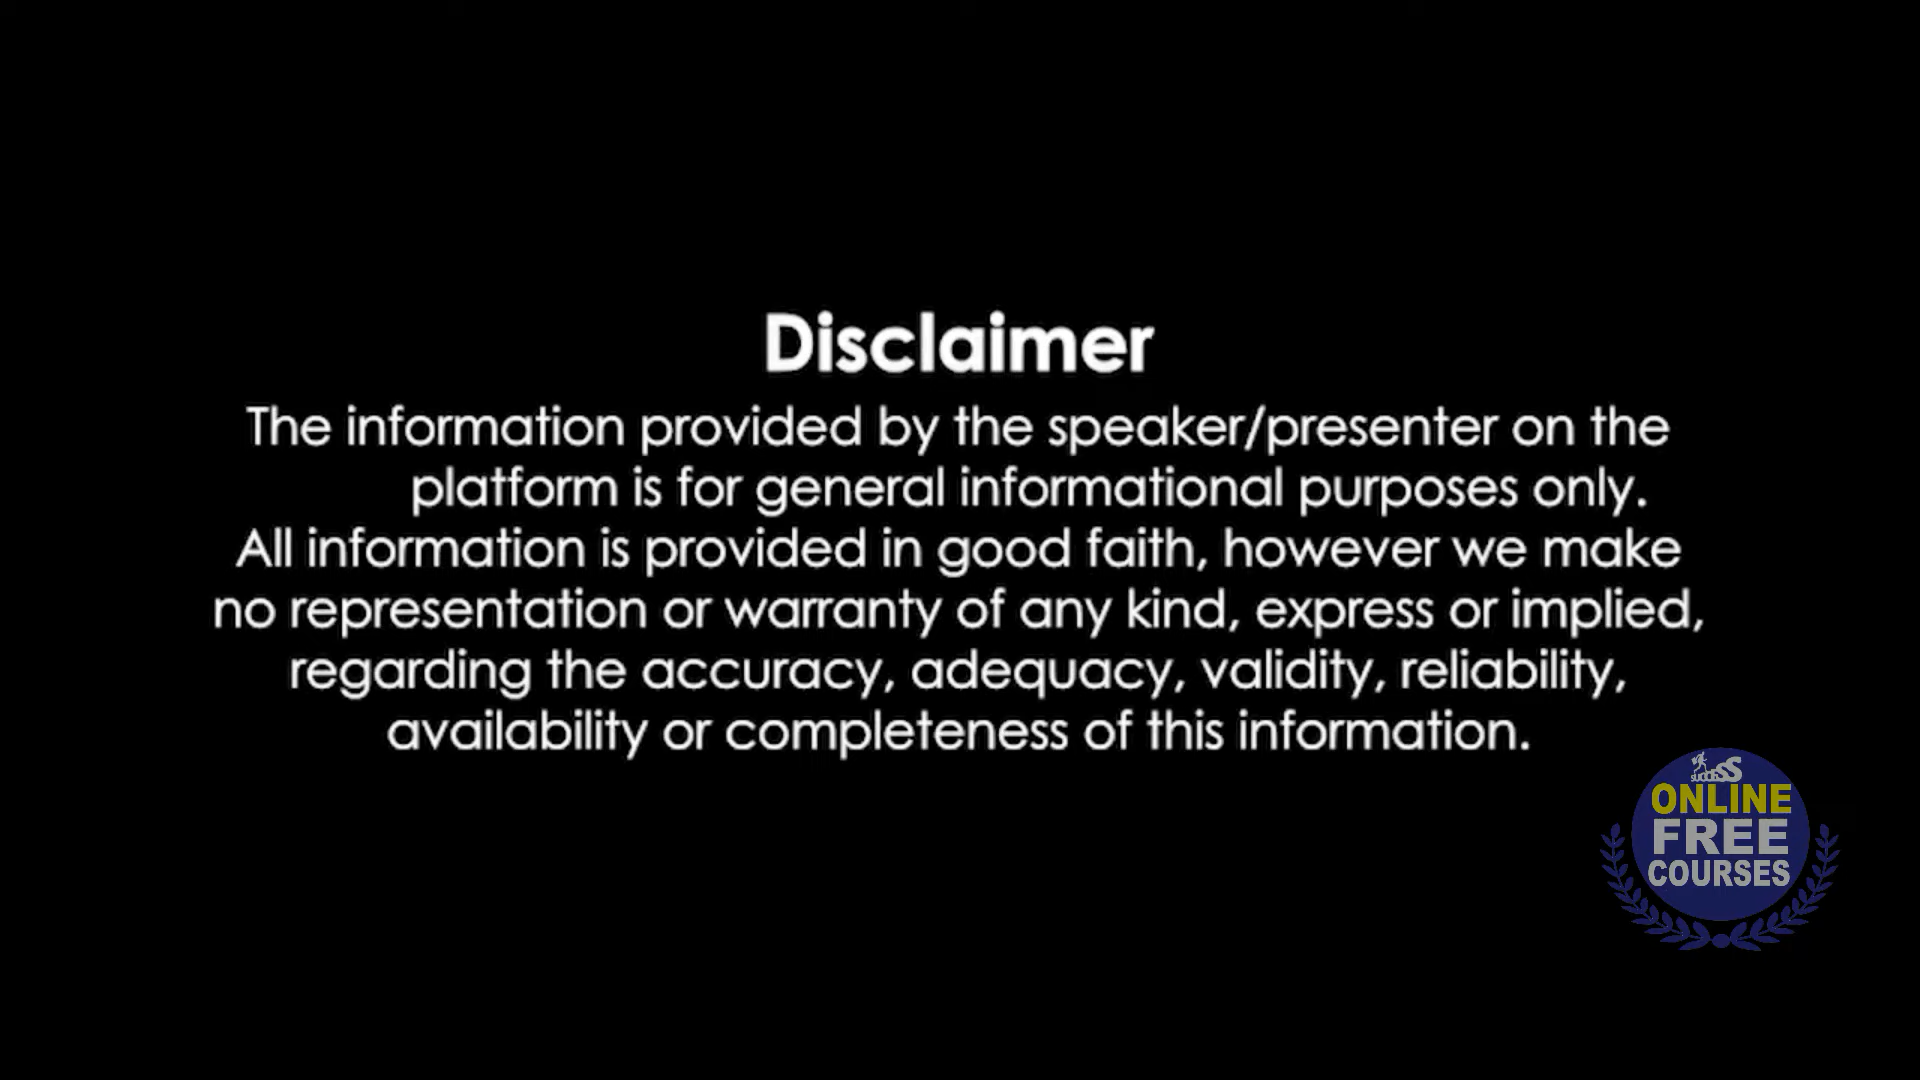 Disclaimer
The information provided by the speaker/presenter on the
platform is for general informational purposes only.
All information is provided in good faith, however we make
no representation or warranty of any kind, express or implied,
regarding the accuracy, adequacy, validity, reliability,
availability or completeness of this information.
success
ONLINE
FREE
COURSES